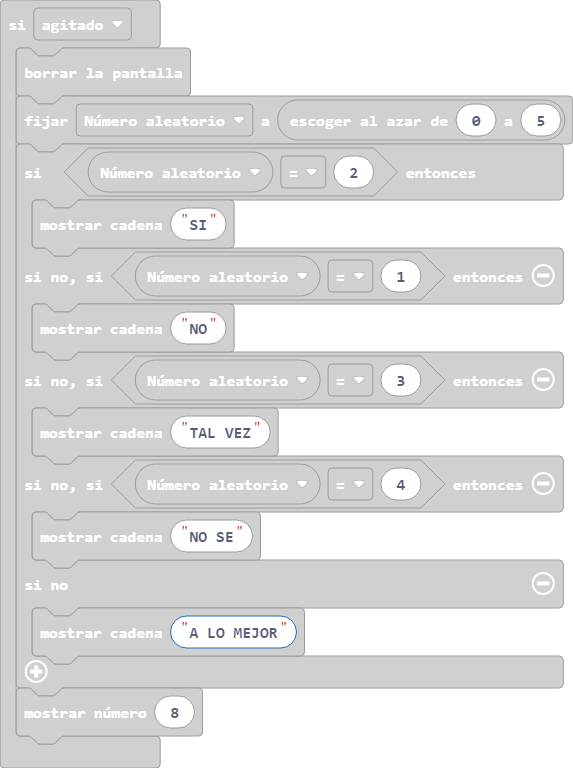 si agitado
borrar la pantalla
fijar Número aleatorio a escoger al azar de 0 a 5
si Número aleatorio = 2 entonces
mostrar cadena "SI"
si no, si Número aleatorio = 1 entonces
mostrar cadena "NO"
si no, si Número aleatorio = 3 entonces
mostrar cadena "TAL VEZ"
si no, si Número aleatorio = 4 entonces
mostrar cadena "NO SE"
si no
mostrar cadena "A LO MEJOR"
mostrar número 8